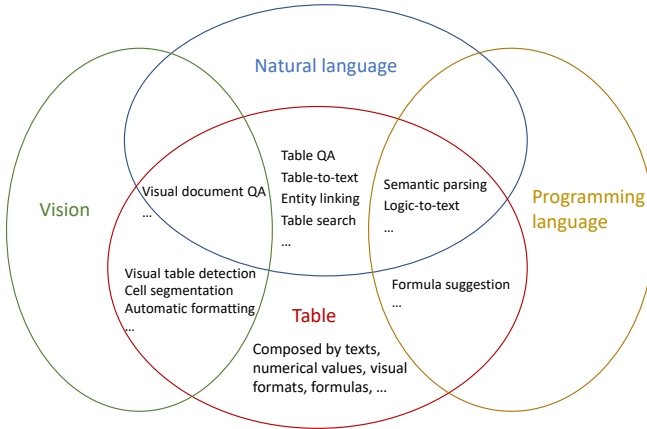 Natural language
Table QA
Table-to-text
Entity linking
Table search
...
Visual document QA
...
Semantic parsing
Logic-to-text
...
Vision
Programming
language
Visual table detection
Cell segmentation
Automatic formatting
...
Formula suggestion
...
Table
Composed by texts,
numerical values, visual
formats, formulas, ...